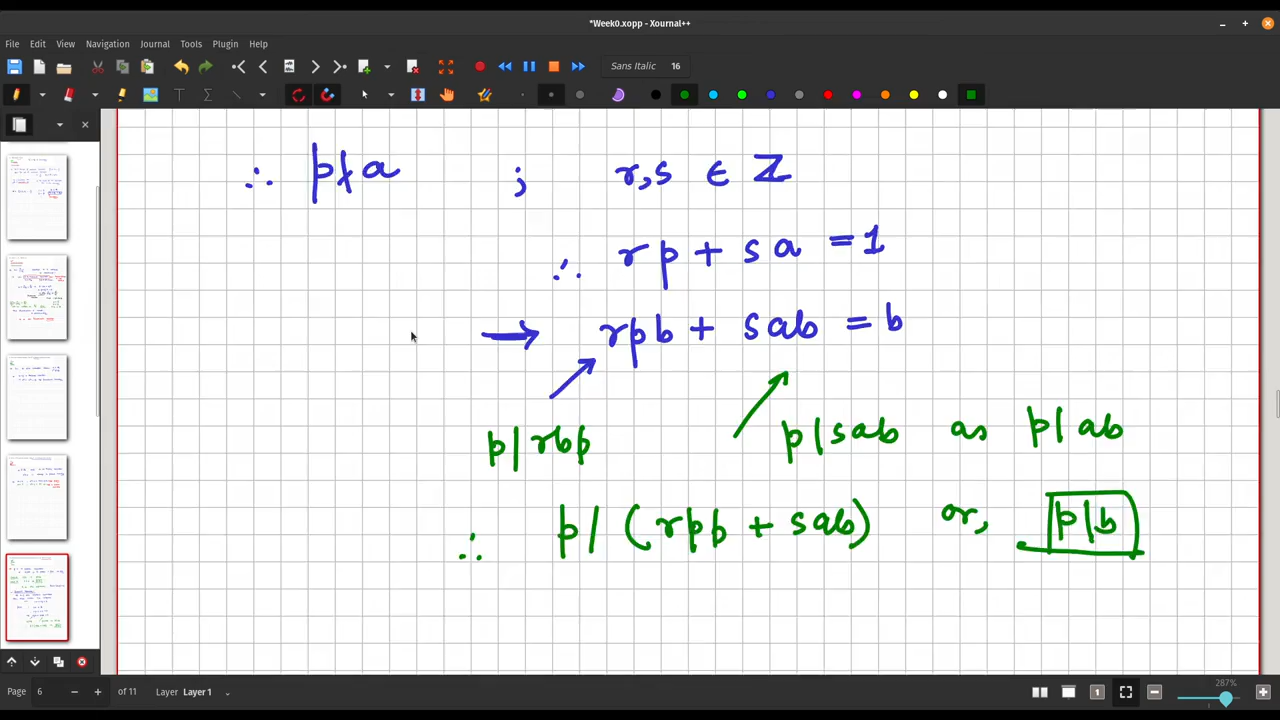 *Week0.xopp - Xournal++
File Edit View Navigation Journal Tools Plugin Help
Sans Italic 16
∴ p∤a ; r,s ∈ ℤ
∴ rp + sa = 1
→ rpb + sab = b
p|rbp p|sab as p|ab
∴ p|(rpb + sab) or, p|b
Page 6 of 11 Layer Layer 1 287%